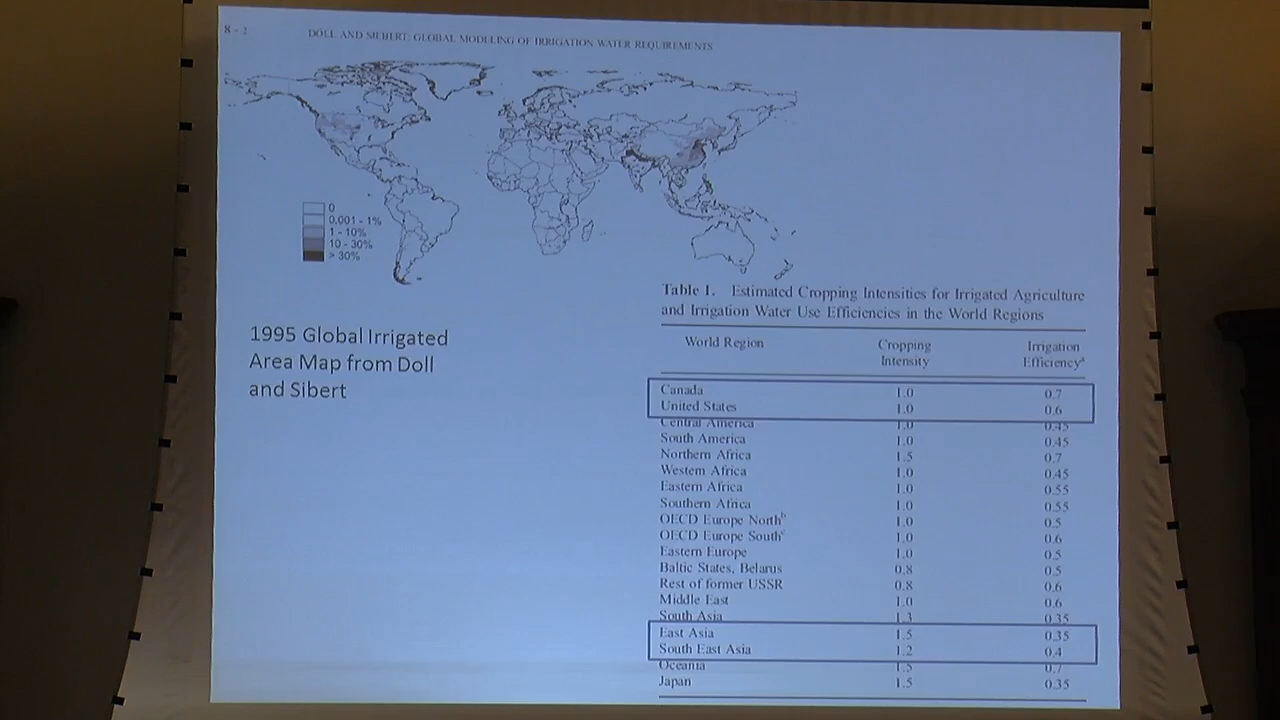 8 - 2
DÖLL AND SIEBERT: GLOBAL MODELING OF IRRIGATION WATER REQUIREMENTS
0
0,001 - 1%
1 - 10%
10 - 30%
> 30%
1995 Global Irrigated
Area Map from Doll
and Sibert
Table 1. Estimated Cropping Intensities for Irrigated Agriculture
and Irrigation Water Use Efficiencies in the World Regions
World Region Cropping Intensity Irrigation Efficiencyᵃ
Canada 1.0 0.7
United States 1.0 0.6
Central America 1.0 0.45
South America 1.0 0.45
Northern Africa 1.5 0.7
Western Africa 1.0 0.45
Eastern Africa 1.0 0.55
Southern Africa 1.0 0.55
OECD Europe Northᵇ 1.0 0.5
OECD Europe Southᶜ 1.0 0.6
Eastern Europe 1.0 0.5
Baltic States, Belarus 0.8 0.5
Rest of former USSR 0.8 0.6
Middle East 1.0 0.6
South Asia 1.3 0.35
East Asia 1.5 0.35
South East Asia 1.2 0.4
Oceania 1.5 0.7
Japan 1.5 0.35